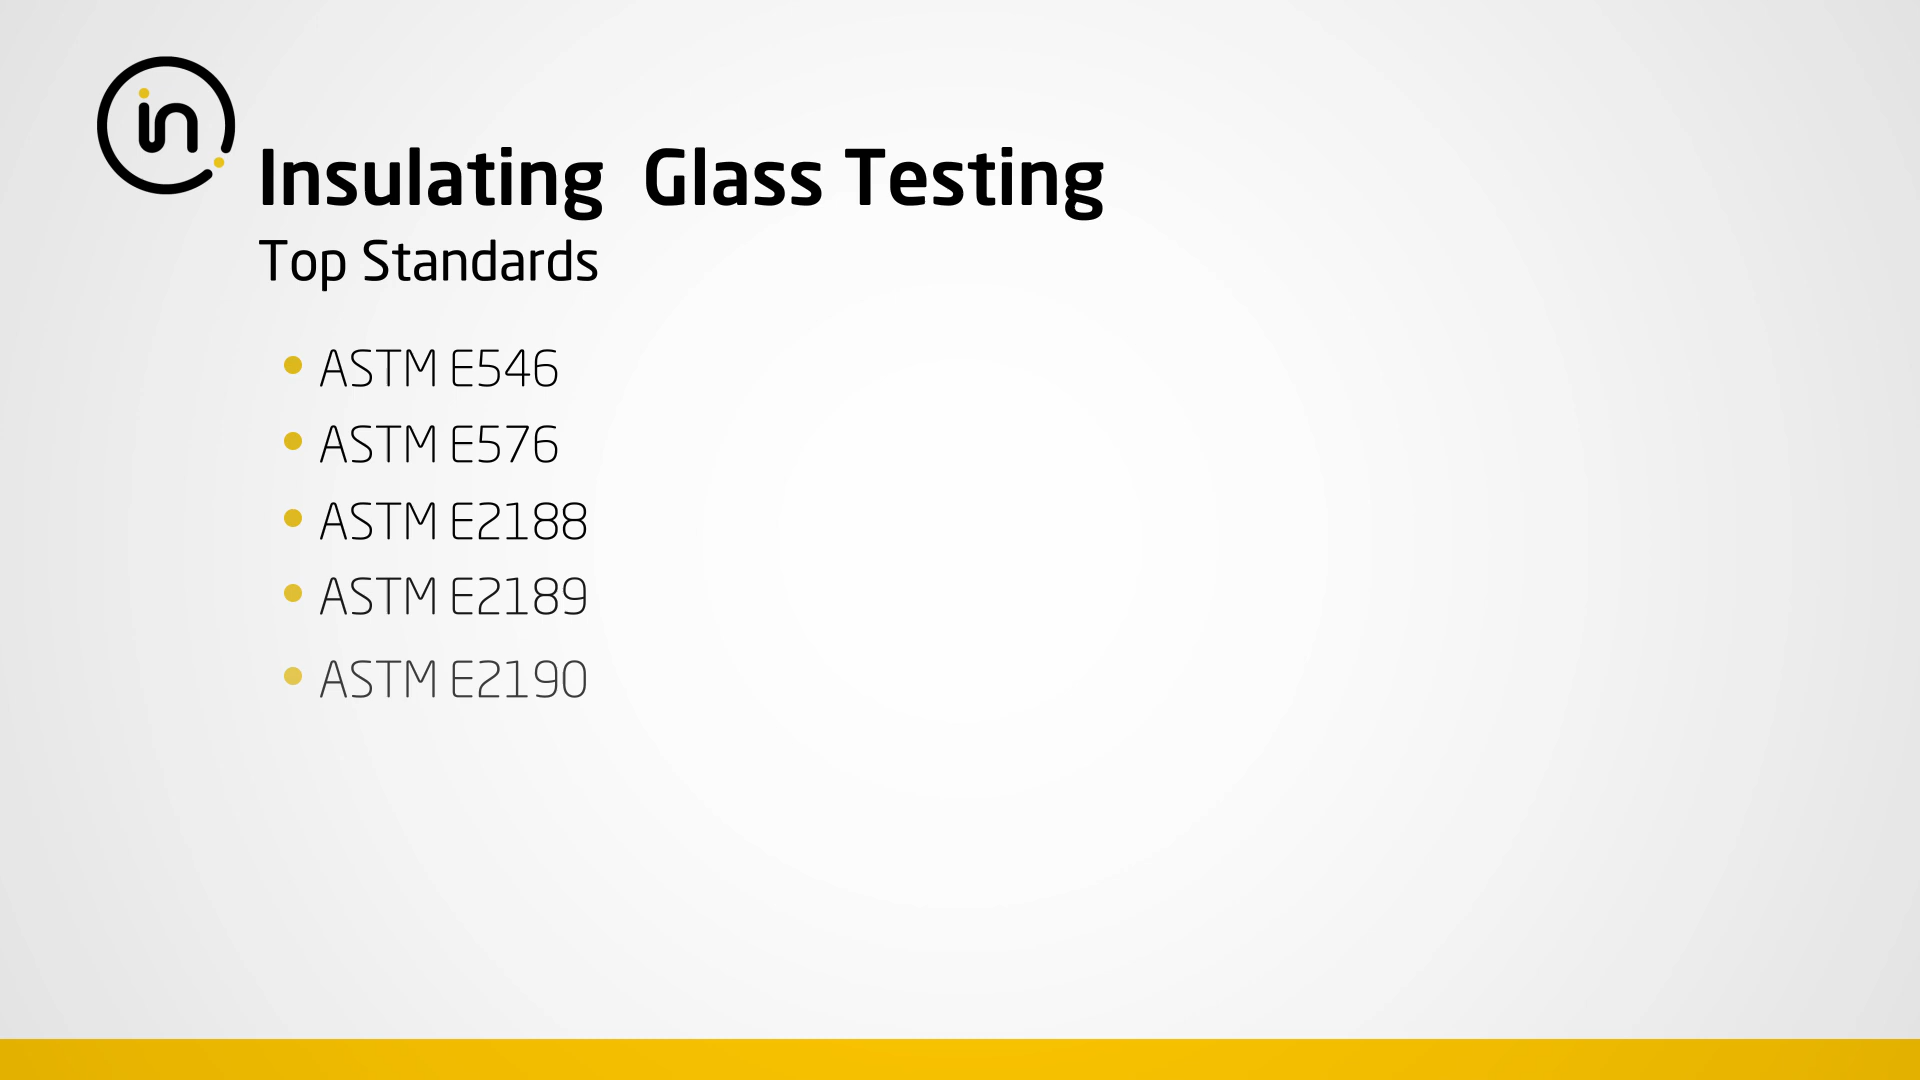 in
Insulating  Glass Testing
Top Standards
• ASTM E546
• ASTM E576
• ASTM E2188
• ASTM E2189
• ASTM E2190